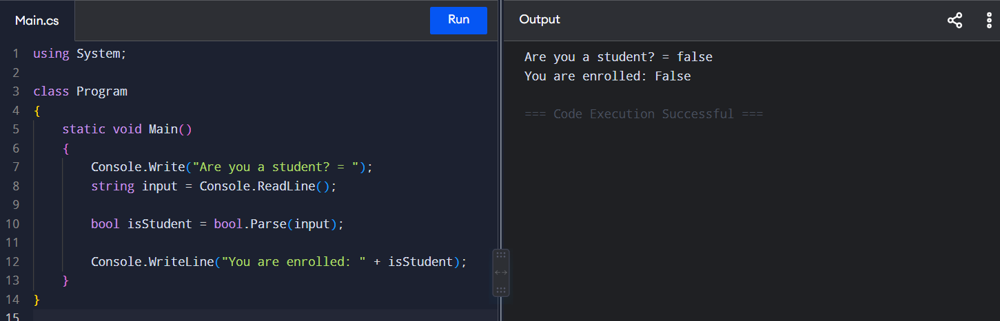 Main.cs
Run
1 using System;
2
3 class Program
4 {
5     static void Main()
6     {
7         Console.Write("Are you a student? = ");
8         string input = Console.ReadLine();
9
10         bool isStudent = bool.Parse(input);
11
12         Console.WriteLine("You are enrolled: " + isStudent);
13     }
14 }
15
Output
Are you a student? = false
You are enrolled: False
=== Code Execution Successful ===